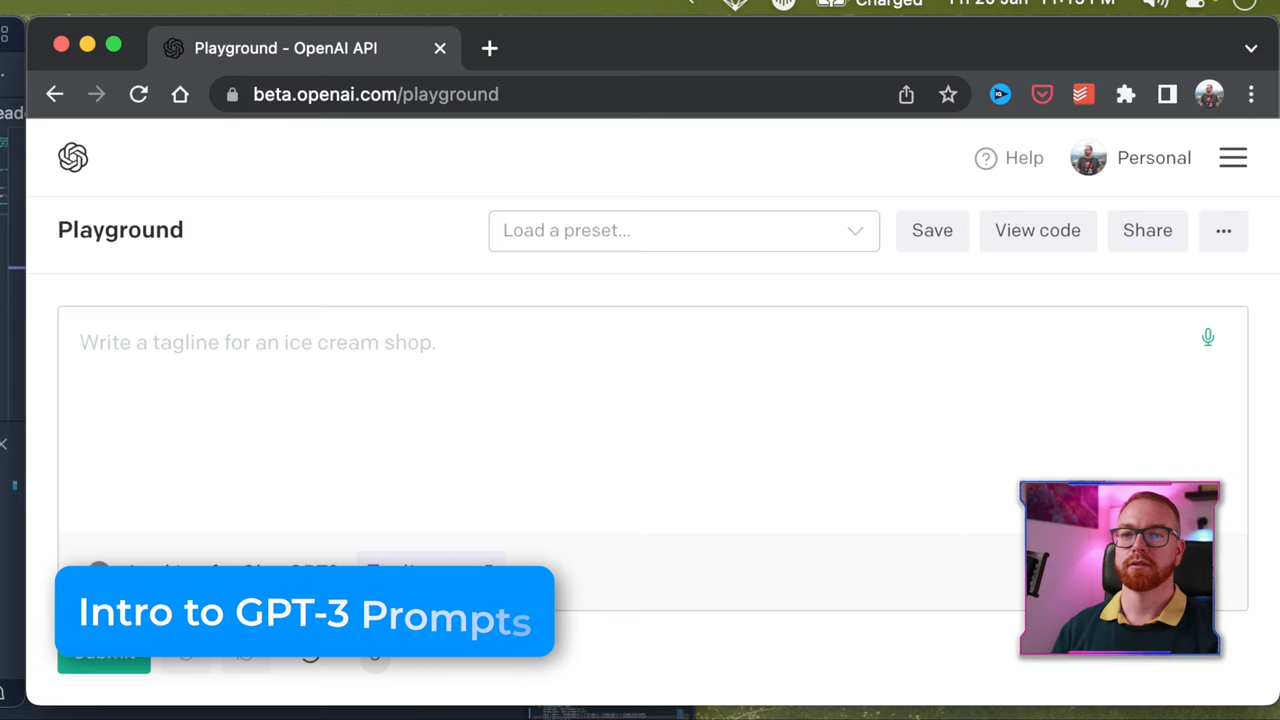 Charged
Playground - OpenAI API
beta.openai.com/playground
Help
Personal
Playground
Load a preset...
Save
View code
Share
Write a tagline for an ice cream shop.
Intro to GPT-3 Prompts
Submit